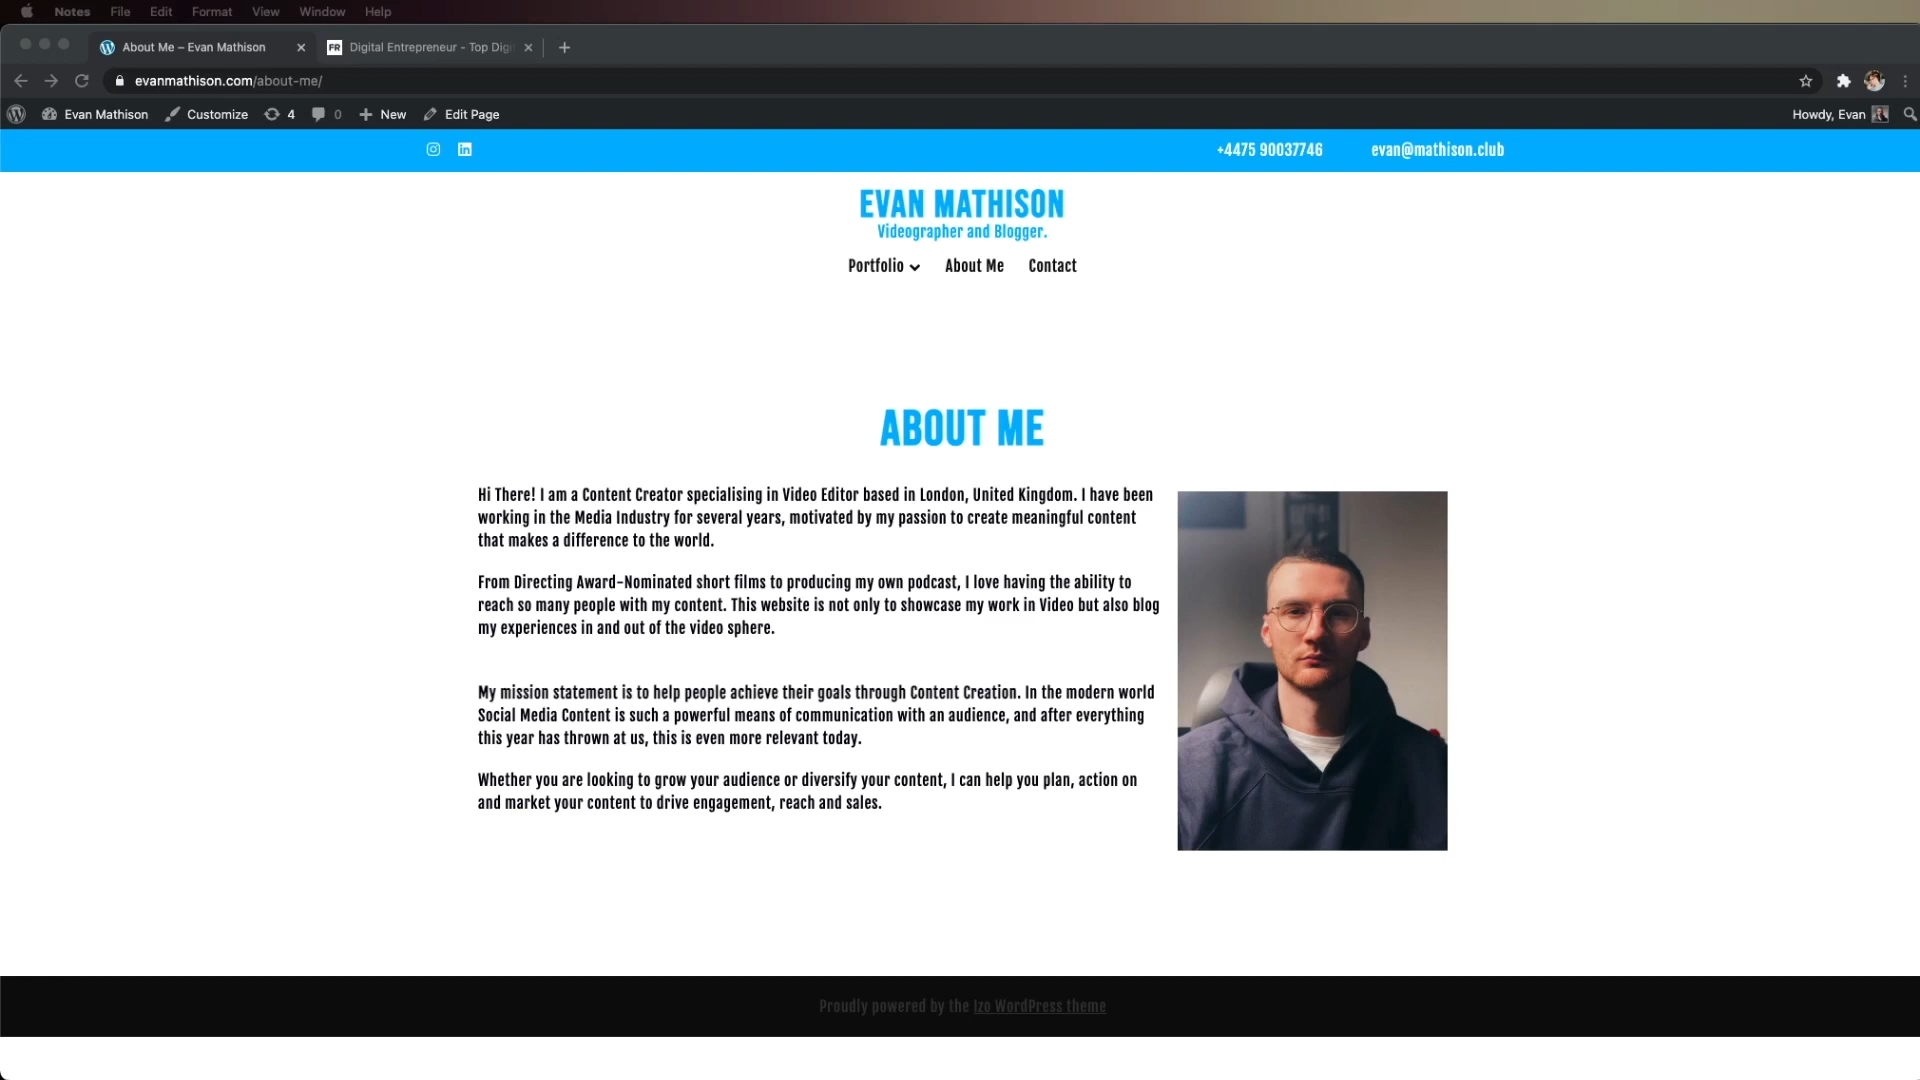 Notes File Edit Format View Window Help
About Me – Evan Mathison
FR Digital Entrepreneur - Top Dig
evanmathison.com/about-me/
Evan Mathison Customize 4 0 New Edit Page Howdy, Evan
+4475 90037746 evan@mathison.club
EVAN MATHISON
Videographer and Blogger.
Portfolio About Me Contact
ABOUT ME
Hi There! I am a Content Creator specialising in Video Editor based in London, United Kingdom. I have been
working in the Media Industry for several years, motivated by my passion to create meaningful content
that makes a difference to the world.
From Directing Award-Nominated short films to producing my own podcast, I love having the ability to
reach so many people with my content. This website is not only to showcase my work in Video but also blog
my experiences in and out of the video sphere.
My mission statement is to help people achieve their goals through Content Creation. In the modern world
Social Media Content is such a powerful means of communication with an audience, and after everything
this year has thrown at us, this is even more relevant today.
Whether you are looking to grow your audience or diversify your content, I can help you plan, action on
and market your content to drive engagement, reach and sales.
Proudly powered by the Izo WordPress theme